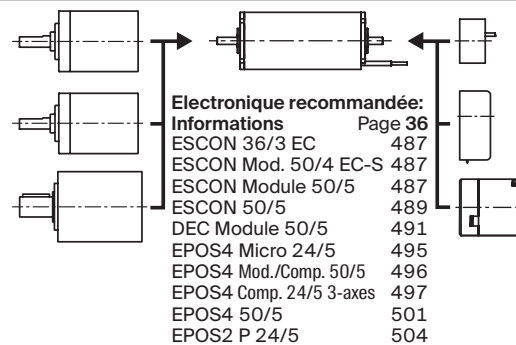 Electronique recommandée:
Informations Page 36
ESCON 36/3 EC 487
ESCON Mod. 50/4 EC-S 487
ESCON Module 50/5 487
ESCON 50/5 489
DEC Module 50/5 491
EPOS4 Micro 24/5 495
EPOS4 Mod./Comp. 50/5 496
EPOS4 Comp. 24/5 3-axes 497
EPOS4 50/5 501
EPOS2 P 24/5 504